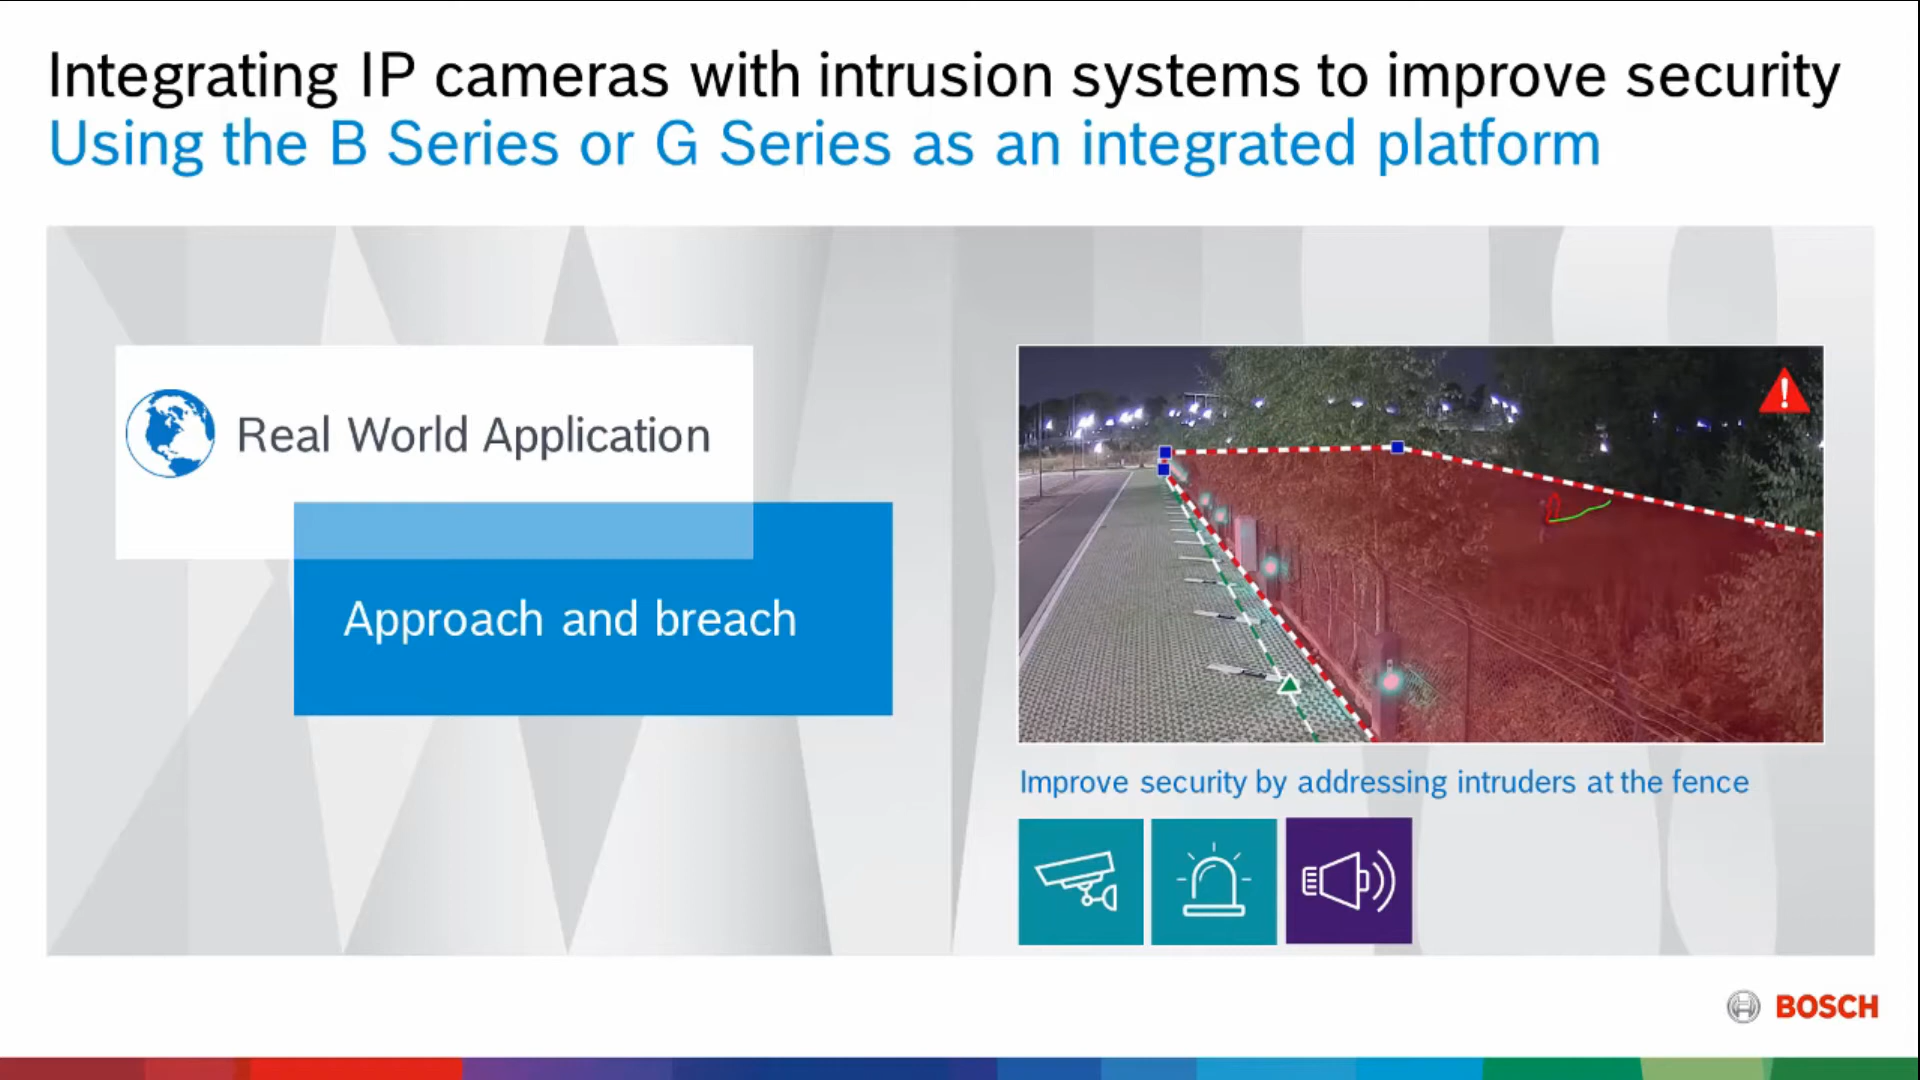 Integrating IP cameras with intrusion systems to improve security
Using the B Series or G Series as an integrated platform
Real World Application
Approach and breach
Improve security by addressing intruders at the fence
BOSCH